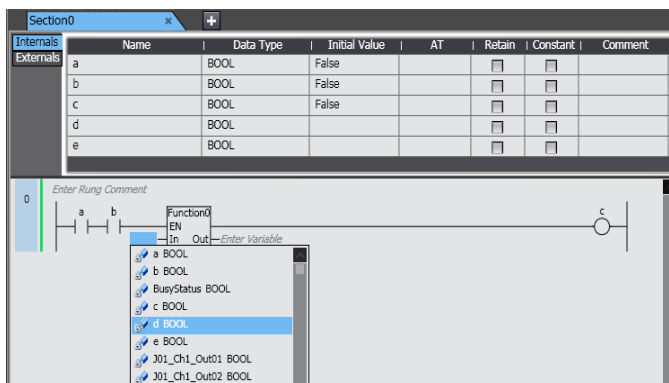 Section0 x +
Internals Name Data Type Initial Value AT Retain Constant Comment
Externals
a BOOL False
b BOOL False
c BOOL False
d BOOL
e BOOL
0 Enter Rung Comment
a b Function0 c
EN
In Out Enter Variable
a BOOL
b BOOL
BusyStatus BOOL
c BOOL
d BOOL
e BOOL
J01_Ch1_Out01 BOOL
J01_Ch1_Out02 BOOL